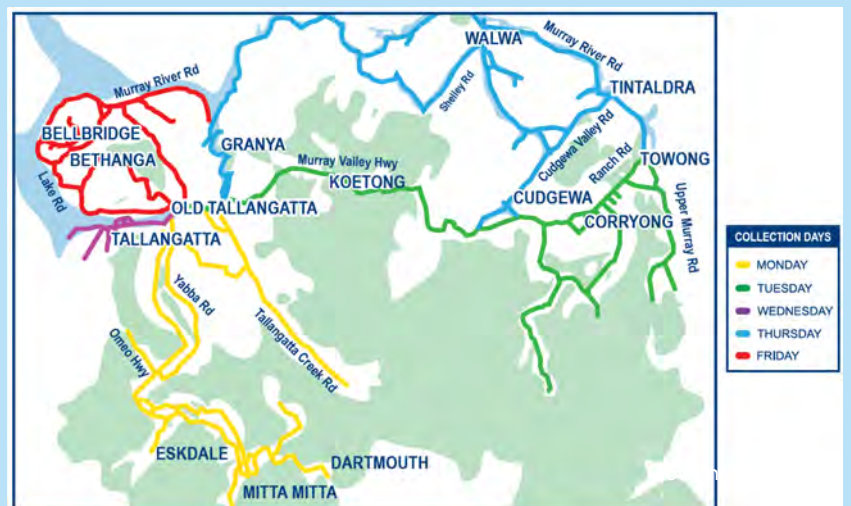 WALWA
Murray River Rd
Murray River Rd
TINTALDRA
Shelley Rd
BELLBRIDGE
GRANYA
Cudgewa Valley Rd
BETHANGA
Murray Valley Hwy
Ranch Rd
TOWONG
KOETONG
Lake Rd
CUDGEWA
OLD TALLANGATTA
CORRYONG
Upper Murray Rd
TALLANGATTA
Yabba Rd
Omeo Hwy
Tallangatta Creek Rd
ESKDALE
DARTMOUTH
MITTA MITTA
COLLECTION DAYS
MONDAY
TUESDAY
WEDNESDAY
THURSDAY
FRIDAY